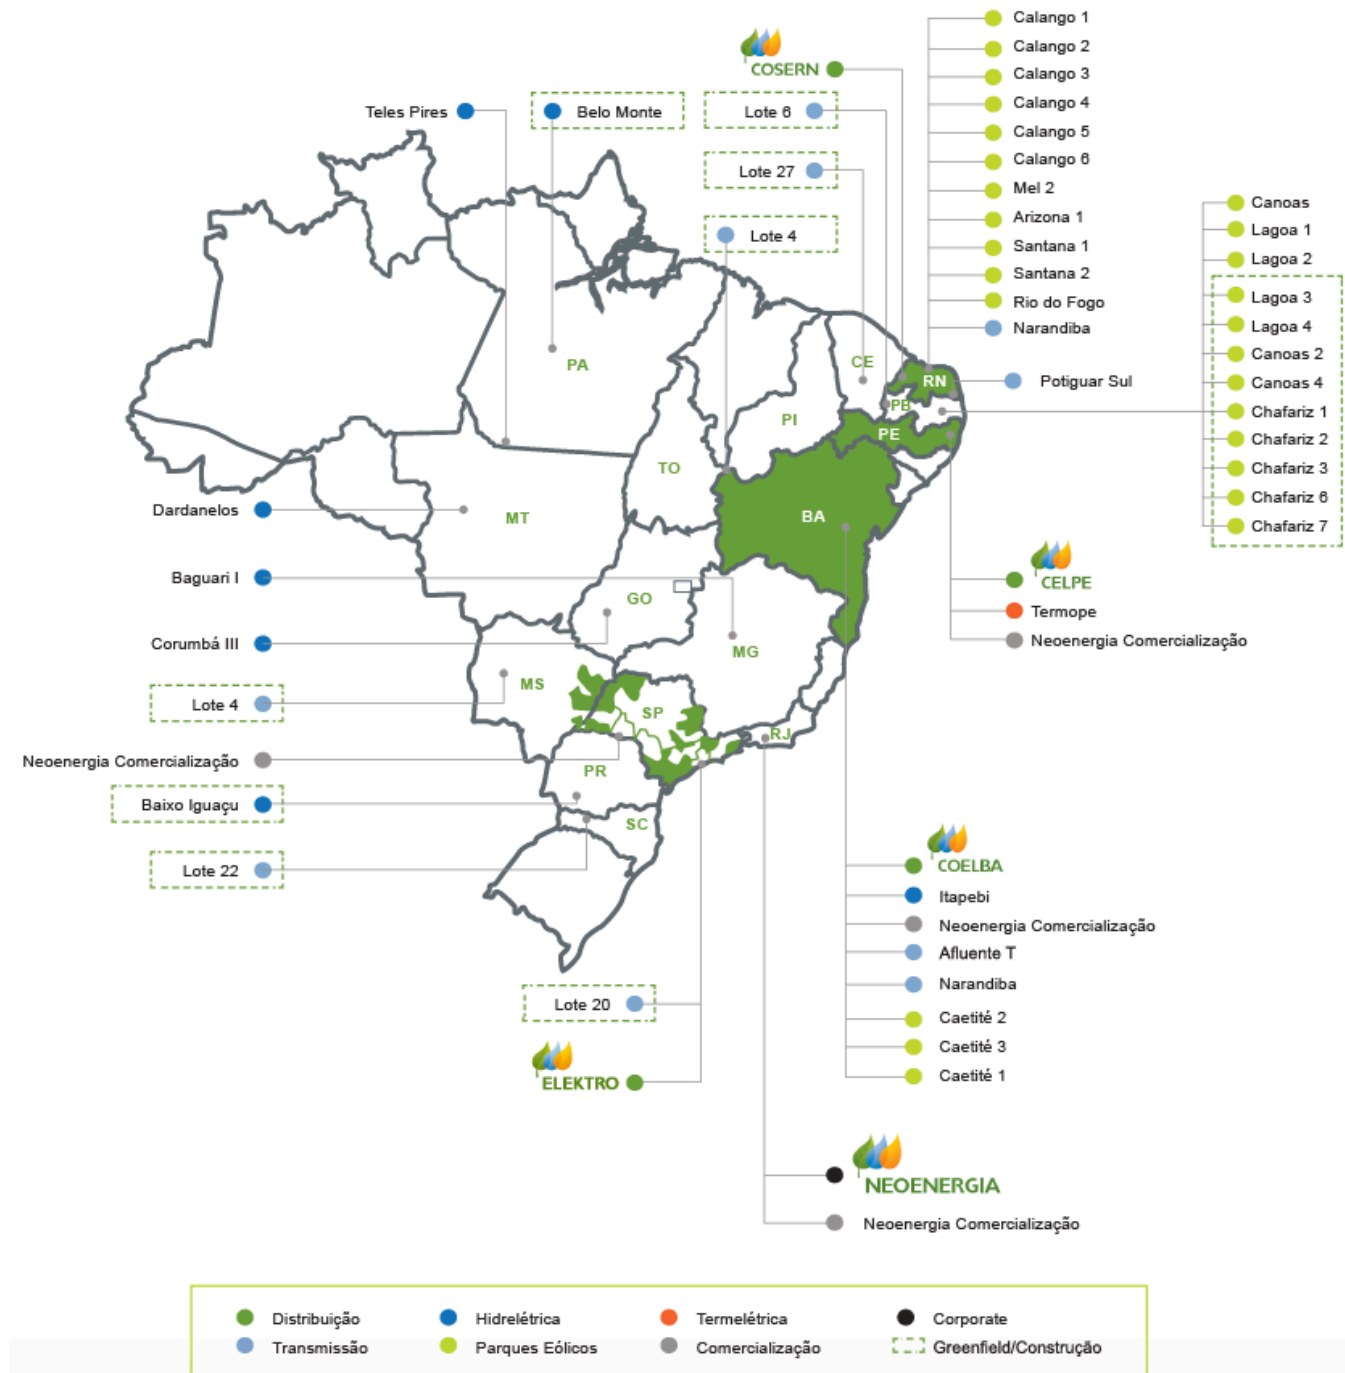 Calango 1
Calango 2
Calango 3
Calango 4
Calango 5
Calango 6
Mel 2
Arizona 1
Santana 1
Santana 2
Rio do Fogo
Narandiba
COSERN
Teles Pires
Belo Monte
Lote 6
Lote 27
Lote 4
Canoas
Lagoa 1
Lagoa 2
Lagoa 3
Lagoa 4
Canoas 2
Canoas 4
Chafariz 1
Chafariz 2
Chafariz 3
Chafariz 6
Chafariz 7
Potiguar Sul
PA
CE
RN
PB
PI
PE
TO
MT
BA
GO
MG
MS
SP
RJ
PR
SC
Dardanelos
Baguari I
Corumbá III
Lote 4
Neoenergia Comercialização
Baixo Iguaçu
Lote 22
CELPE
Termope
Neoenergia Comercialização
COELBA
Itapebi
Neoenergia Comercialização
Afluente T
Narandiba
Caetité 2
Caetité 3
Caetité 1
Lote 20
ELEKTRO
NEOENERGIA
Neoenergia Comercialização
Distribuição
Hidrelétrica
Termelétrica
Corporate
Transmissão
Parques Eólicos
Comercialização
Greenfield/Construção